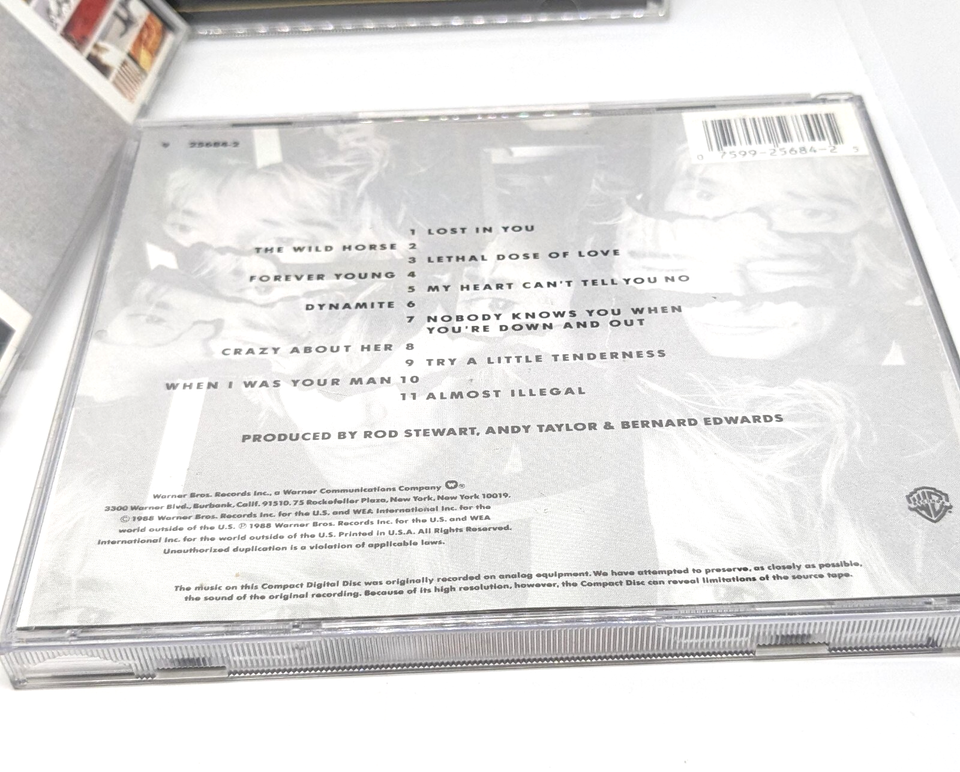 25684-2
0 7599-25684-2 2
1 LOST IN YOU
THE WILD HORSE 2
3 LETHAL DOSE OF LOVE
FOREVER YOUNG 4
5 MY HEART CAN'T TELL YOU NO
DYNAMITE 6
7 NOBODY KNOWS YOU WHEN
YOU'RE DOWN AND OUT
CRAZY ABOUT HER 8
9 TRY A LITTLE TENDERNESS
WHEN I WAS YOUR MAN 10
11 ALMOST ILLEGAL
PRODUCED BY ROD STEWART, ANDY TAYLOR & BERNARD EDWARDS
Warner Bros. Records Inc., a Warner Communications Company W ®
3300 Warner Blvd., Burbank, Calif. 91510. 75 Rockefeller Plaza, New York, New York 10019.
© 1988 Warner Bros. Records Inc. for the U.S. and WEA International Inc. for the
world outside of the U.S. ℗ 1988 Warner Bros. Records Inc. for the U.S. and WEA
International Inc. for the world outside of the U.S. Printed in U.S.A. All Rights Reserved.
Unauthorized duplication is a violation of applicable laws.
The music on this Compact Digital Disc was originally recorded on analog equipment. We have attempted to preserve, as closely as possible,
the sound of the original recording. Because of its high resolution, however, the Compact Disc can reveal limitations of the source tape.
WB